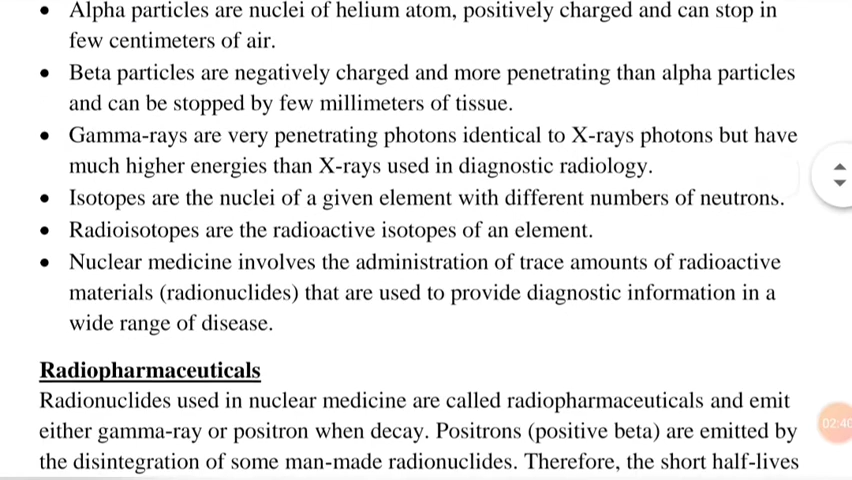 • Alpha particles are nuclei of helium atom, positively charged and can stop in
few centimeters of air.
• Beta particles are negatively charged and more penetrating than alpha particles
and can be stopped by few millimeters of tissue.
• Gamma-rays are very penetrating photons identical to X-rays photons but have
much higher energies than X-rays used in diagnostic radiology.
• Isotopes are the nuclei of a given element with different numbers of neutrons.
• Radioisotopes are the radioactive isotopes of an element.
• Nuclear medicine involves the administration of trace amounts of radioactive
materials (radionuclides) that are used to provide diagnostic information in a
wide range of disease.
Radiopharmaceuticals
Radionuclides used in nuclear medicine are called radiopharmaceuticals and emit
either gamma-ray or positron when decay. Positrons (positive beta) are emitted by
02:40
the disintegration of some man-made radionuclides. Therefore, the short half-lives